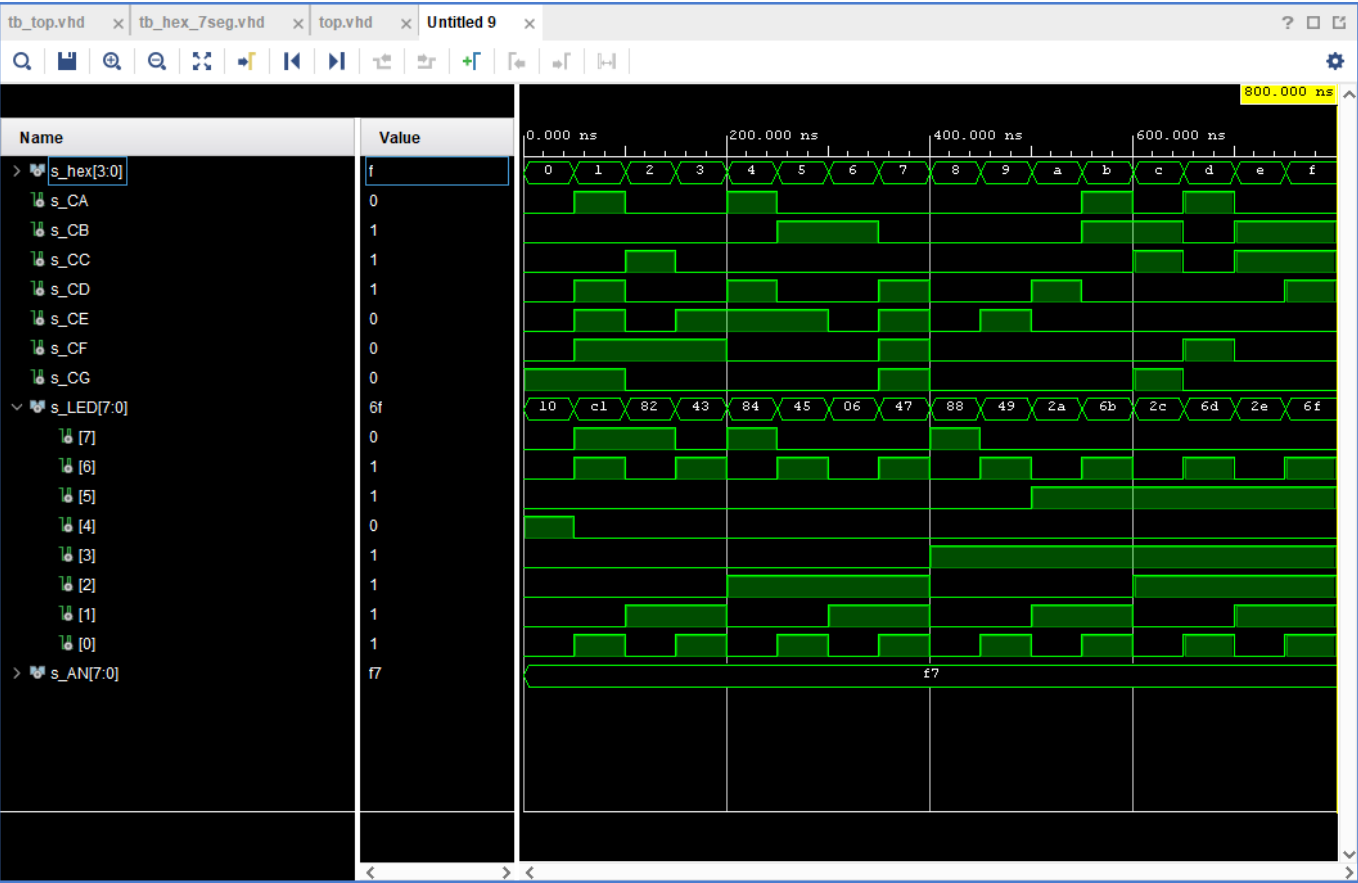 tb_top.vhd × tb_hex_7seg.vhd × top.vhd × Untitled 9 ×
800.000 ns
Name Value 0.000 ns 200.000 ns 400.000 ns 600.000 ns
s_hex[3:0] f 0 1 2 3 4 5 6 7 8 9 a b c d e f
s_CA 0
s_CB 1
s_CC 1
s_CD 1
s_CE 0
s_CF 0
s_CG 0
s_LED[7:0] 6f 10 c1 82 43 84 45 06 47 88 49 2a 6b 2c 6d 2e 6f
[7] 0
[6] 1
[5] 1
[4] 0
[3] 1
[2] 1
[1] 1
[0] 1
s_AN[7:0] f7 f7